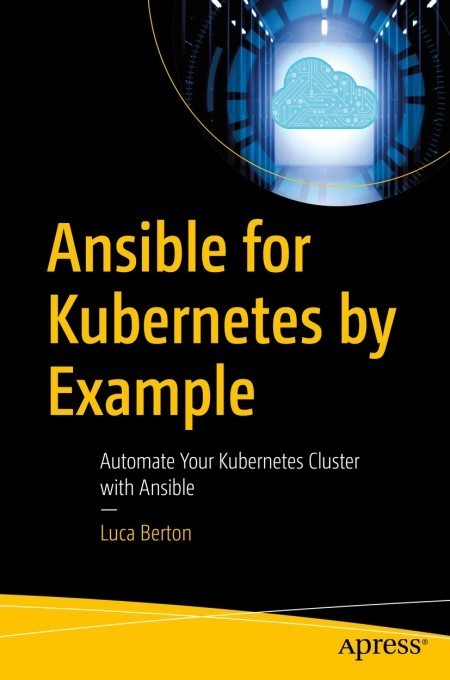 Ansible for
Kubernetes by
Example
Automate Your Kubernetes Cluster
with Ansible
—
Luca Berton
Apress®